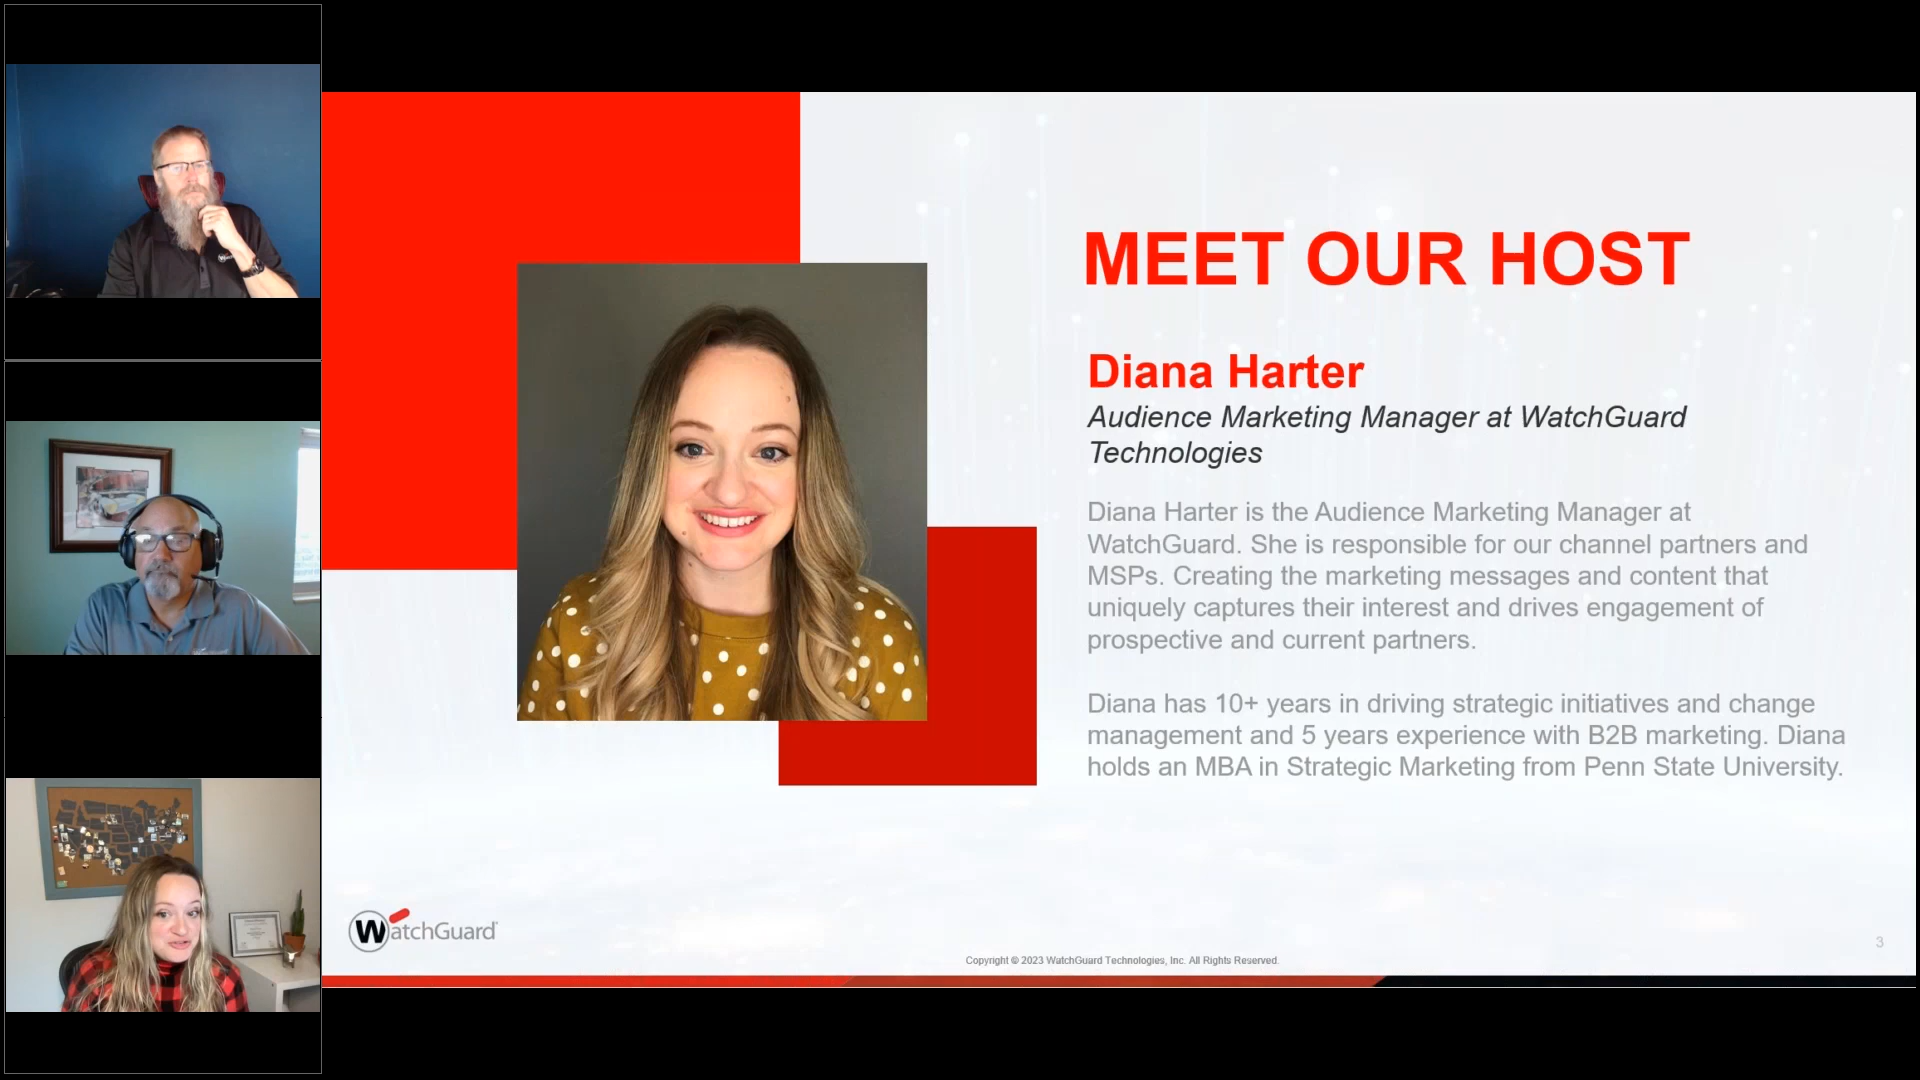 MEET OUR HOST
Diana Harter
Audience Marketing Manager at WatchGuard
Technologies
Diana Harter is the Audience Marketing Manager at
WatchGuard. She is responsible for our channel partners and
MSPs. Creating the marketing messages and content that
uniquely captures their interest and drives engagement of
prospective and current partners.
Diana has 10+ years in driving strategic initiatives and change
management and 5 years experience with B2B marketing. Diana
holds an MBA in Strategic Marketing from Penn State University.
WatchGuard
3
Copyright © 2023 WatchGuard Technologies, Inc. All Rights Reserved.